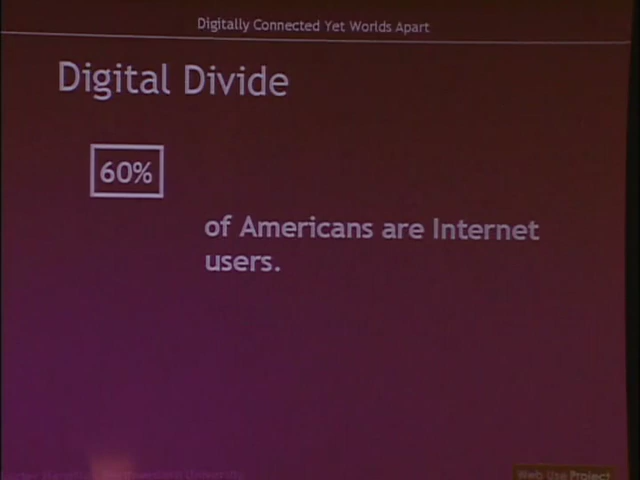 Digitally Connected Yet Worlds Apart
Digital Divide
60%
of Americans are Internet
users.
Web Use Project